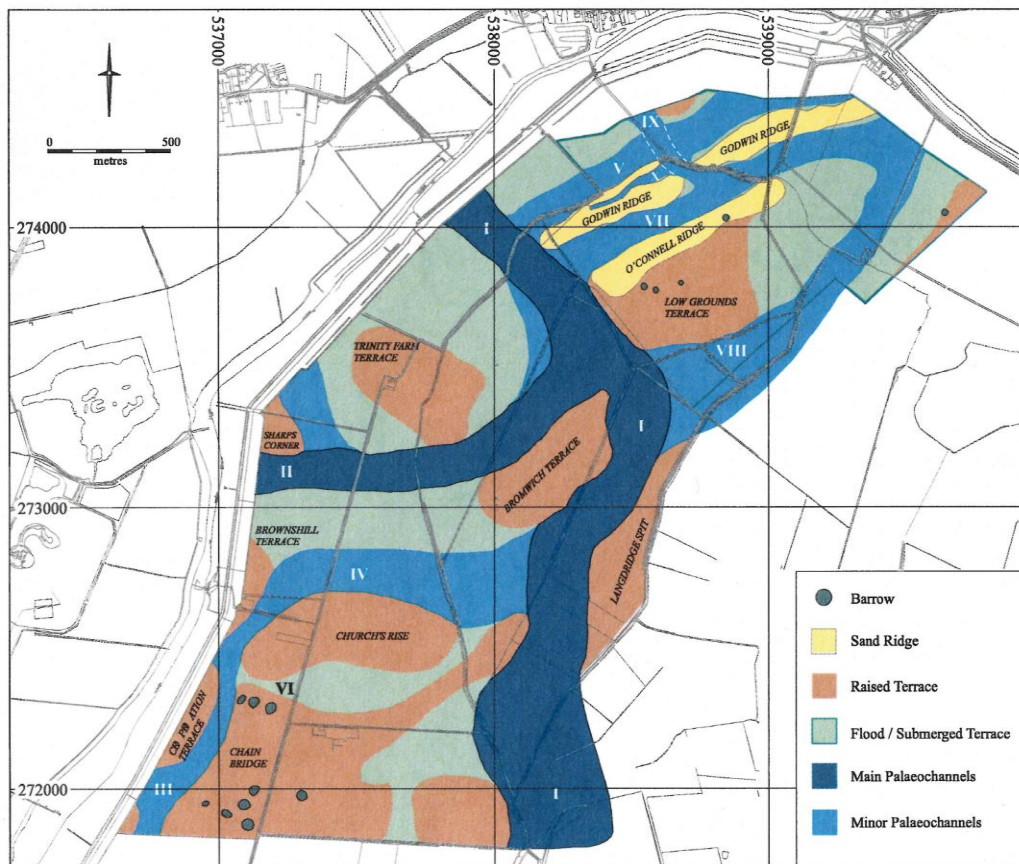 537000
538000
539000
0
500
metres
274000
273000
272000
IX
GODWIN RIDGE
V
X
GODWIN RIDGE
VII
O'CONNELL RIDGE
I
LOW GROUNDS
TERRACE
TRINITY FARM
TERRACE
VIII
SHARP'S
CORNER
I
II
BROMWICH TERRACE
BROWNSHILL
TERRACE
LANGDRIDGE SPIT
IV
CHURCH'S RISE
VI
TERRACE
CHAIN
BRIDGE
III
I
Barrow
Sand Ridge
Raised Terrace
Flood / Submerged Terrace
Main Palaeochannels
Minor Palaeochannels